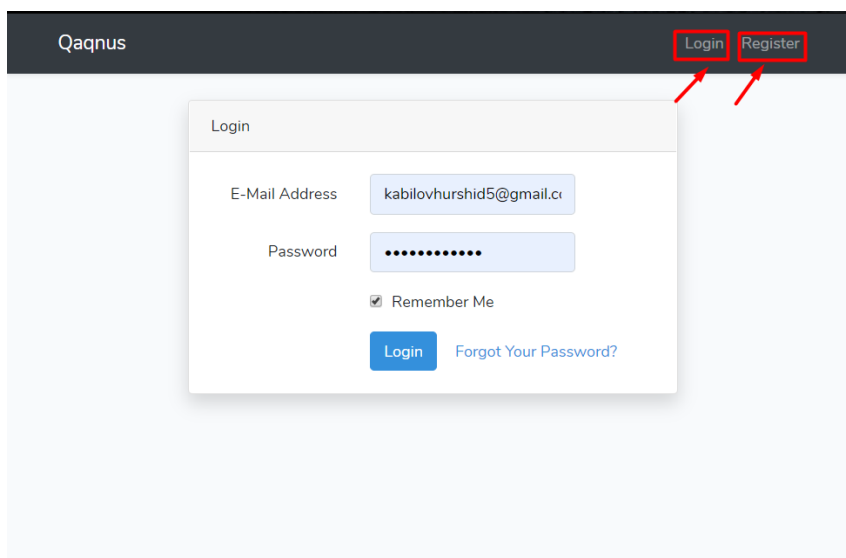 Qaqnus
Login Register
Login
E-Mail Address kabilovhurshid5@gmail.c
Password ••••••••••••
Remember Me
Login Forgot Your Password?